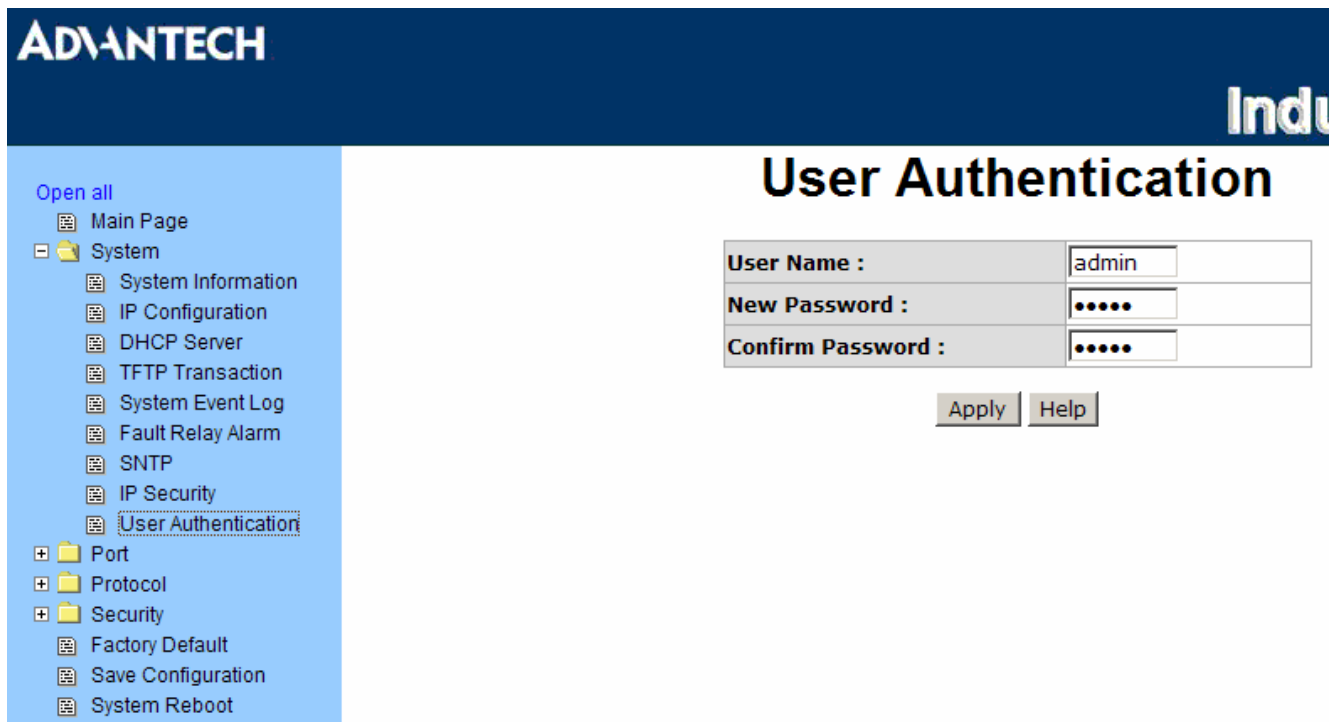 ADVANTECH
Indu
Open all
Main Page
System
System Information
IP Configuration
DHCP Server
TFTP Transaction
System Event Log
Fault Relay Alarm
SNTP
IP Security
User Authentication
Port
Protocol
Security
Factory Default
Save Configuration
System Reboot
User Authentication
User Name : admin
New Password : •••••
Confirm Password : •••••
Apply Help